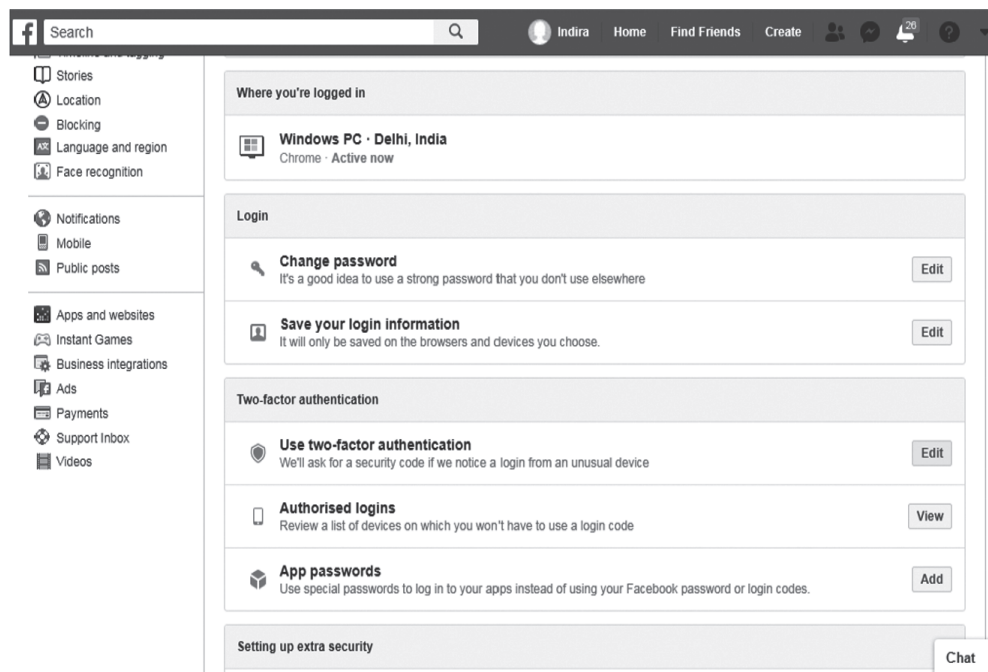 f
Search
Indira
Home
Find Friends
Create
26
?
Timeline and tagging
Stories
Location
Blocking
Language and region
Face recognition
Notifications
Mobile
Public posts
Apps and websites
Instant Games
Business integrations
Ads
Payments
Support Inbox
Videos
Where you're logged in
Windows PC · Delhi, India
Chrome · Active now
Login
Change password
It's a good idea to use a strong password that you don't use elsewhere
Edit
Save your login information
It will only be saved on the browsers and devices you choose.
Edit
Two-factor authentication
Use two-factor authentication
We'll ask for a security code if we notice a login from an unusual device
Edit
Authorised logins
Review a list of devices on which you won't have to use a login code
View
App passwords
Use special passwords to log in to your apps instead of using your Facebook password or login codes.
Add
Setting up extra security
Chat